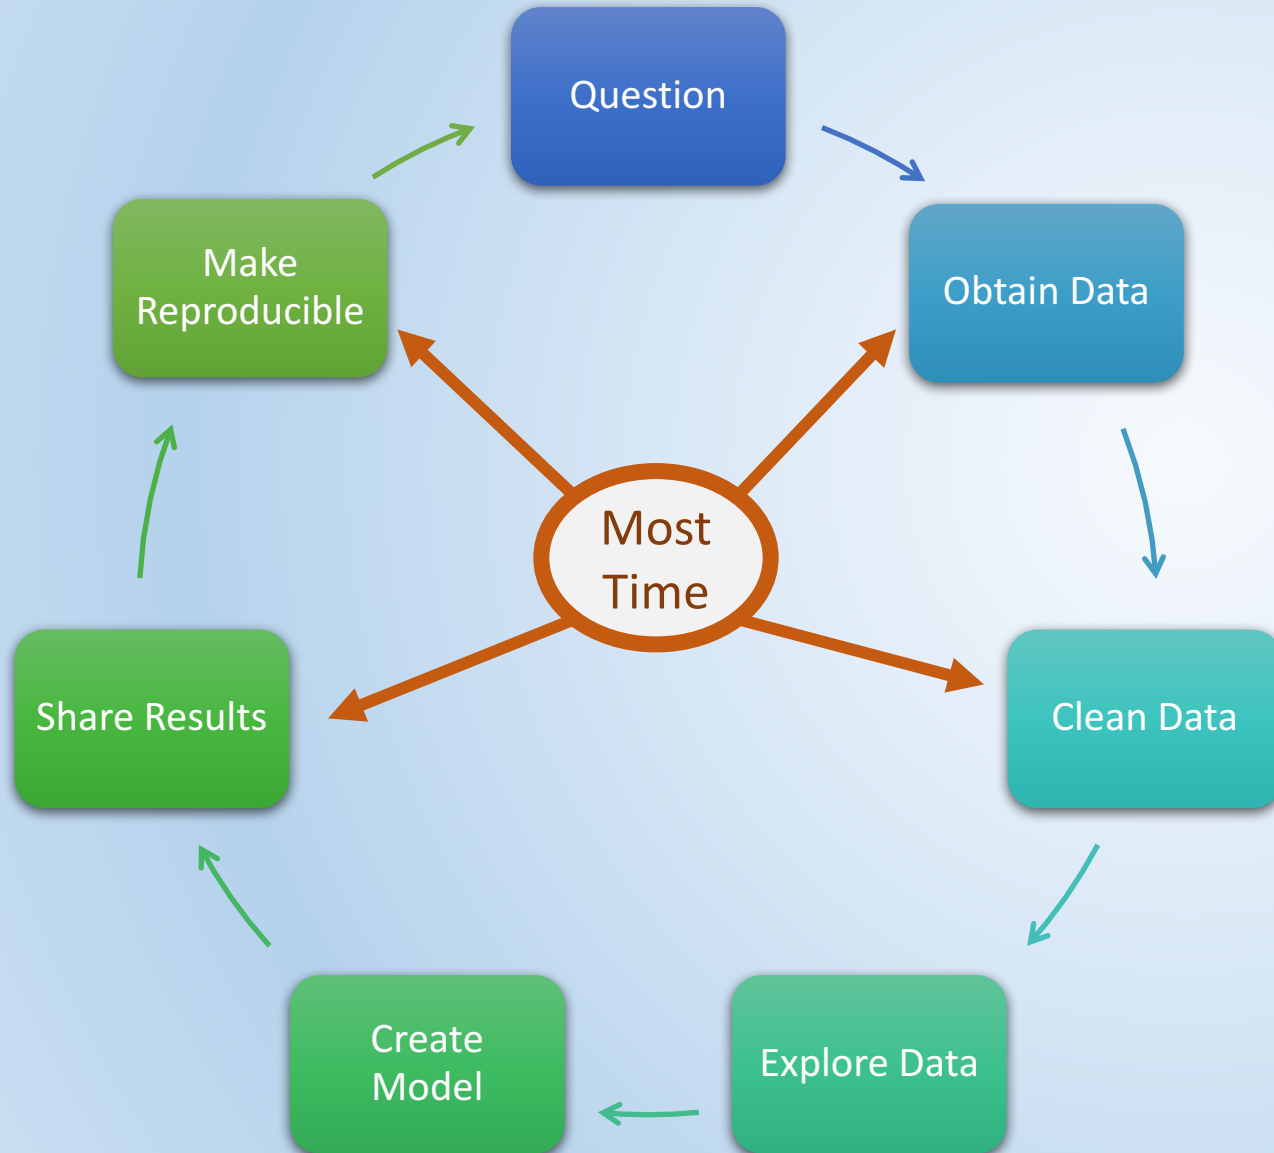 Question
Obtain Data
Clean Data
Explore Data
Create
Model
Share Results
Make
Reproducible
Most
Time